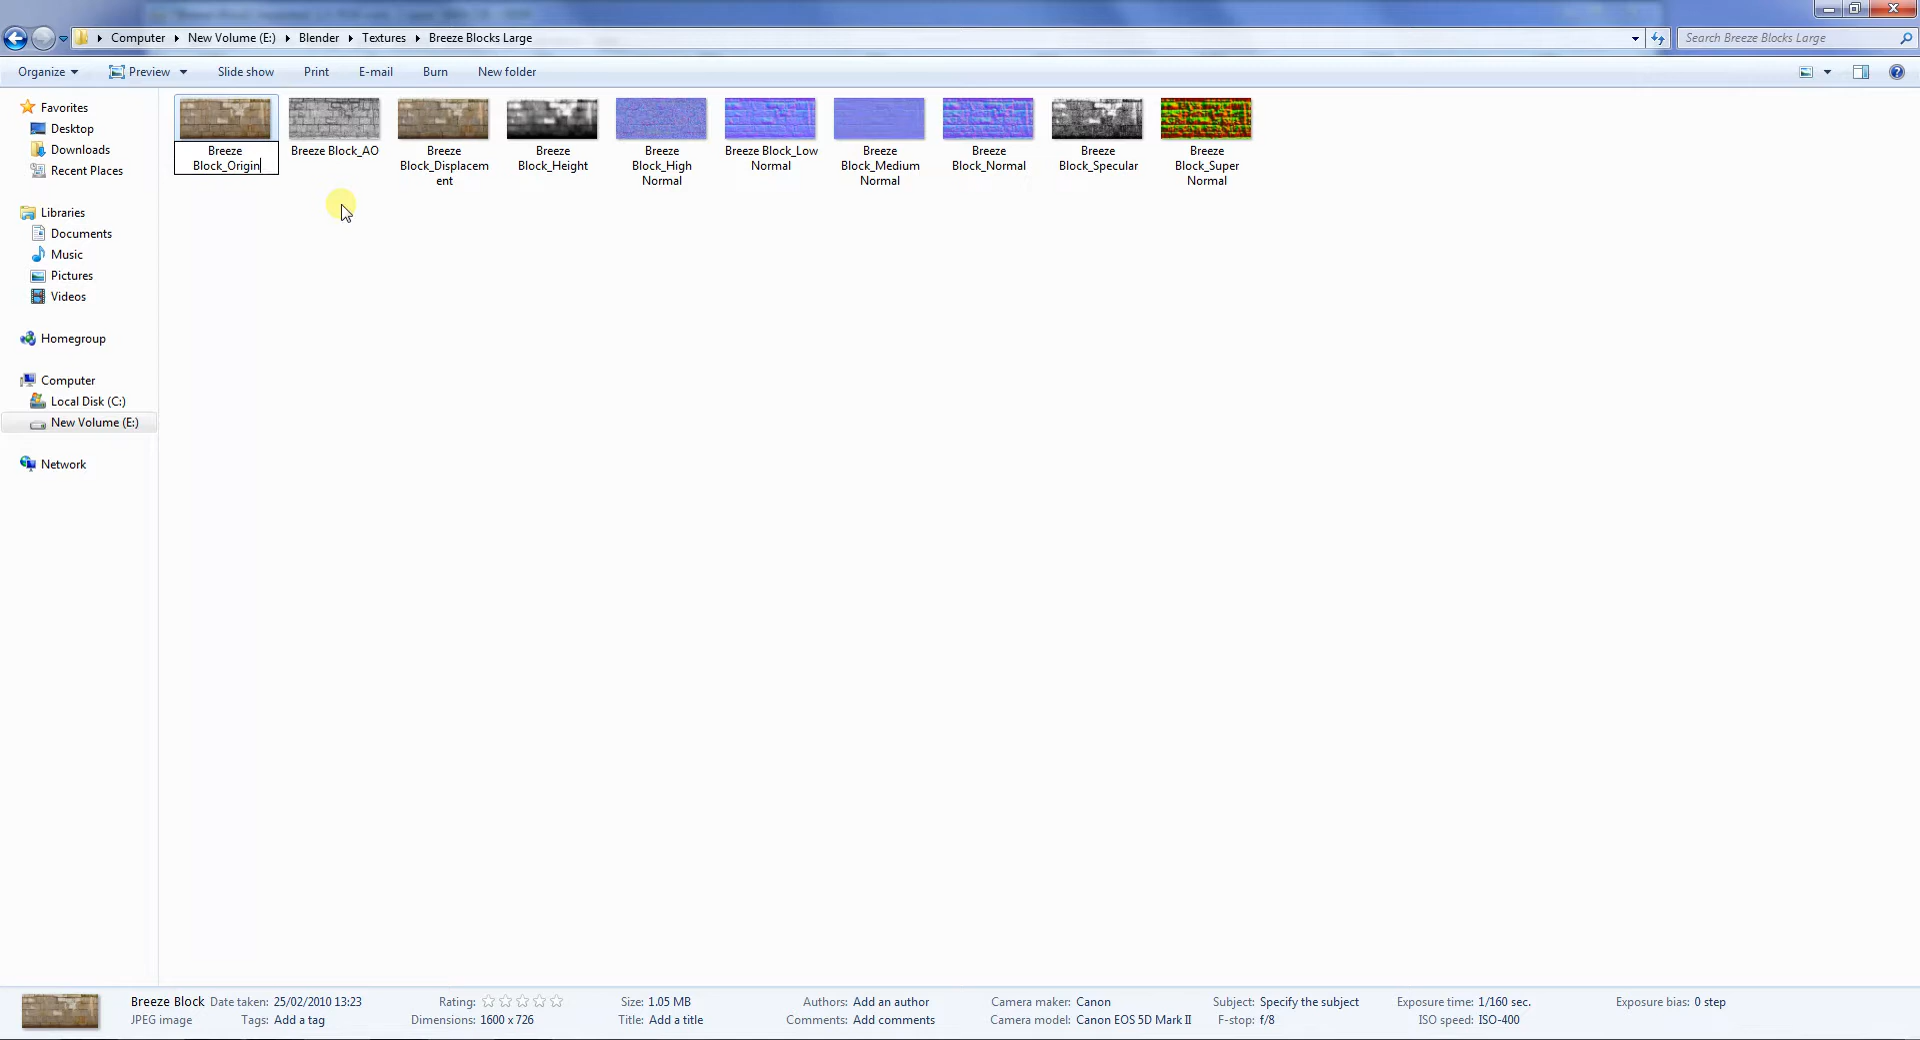 Computer New Volume (E:) Blender Textures Breeze Blocks Large Search Breeze Blocks Large
Organize Preview Slide show Print E-mail Burn New folder
Favorites
Desktop
Downloads
Recent Places
Libraries
Documents
Music
Pictures
Videos
Homegroup
Computer
Local Disk (C:)
New Volume (E:)
Network
Breeze
Block_Origin
Breeze Block_AO
Breeze
Block_Displacem
ent
Breeze
Block_Height
Breeze
Block_High
Normal
Breeze Block_Low
Normal
Breeze
Block_Medium
Normal
Breeze
Block_Normal
Breeze
Block_Specular
Breeze
Block_Super
Normal
Breeze Block Date taken: 25/02/2010 13:23 Rating: Size: 1.05 MB Authors: Add an author Camera maker: Canon Subject: Specify the subject Exposure time: 1/160 sec. Exposure bias: 0 step
JPEG image Tags: Add a tag Dimensions: 1600 x 726 Title: Add a title Comments: Add comments Camera model: Canon EOS 5D Mark II F-stop: f/8 ISO speed: ISO-400